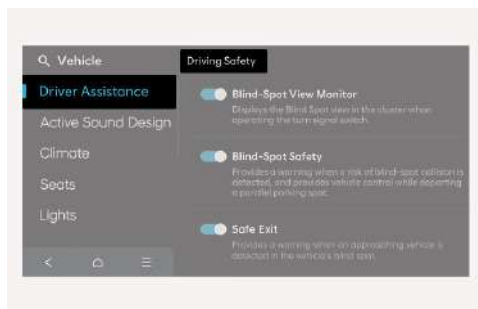 Vehicle
Driving Safety
Driver Assistance
Active Sound Design
Climate
Seats
Lights
Blind-Spot View Monitor
Displays the Blind Spot view in the cluster when
operating the turn signal switch.
Blind-Spot Safety
Provides a warning when a risk of blind-spot collision is
detected, and provides vehicle control while departing
a parallel parking spot.
Safe Exit
Provides a warning when an approaching vehicle is
detected in the vehicle's blind spot.